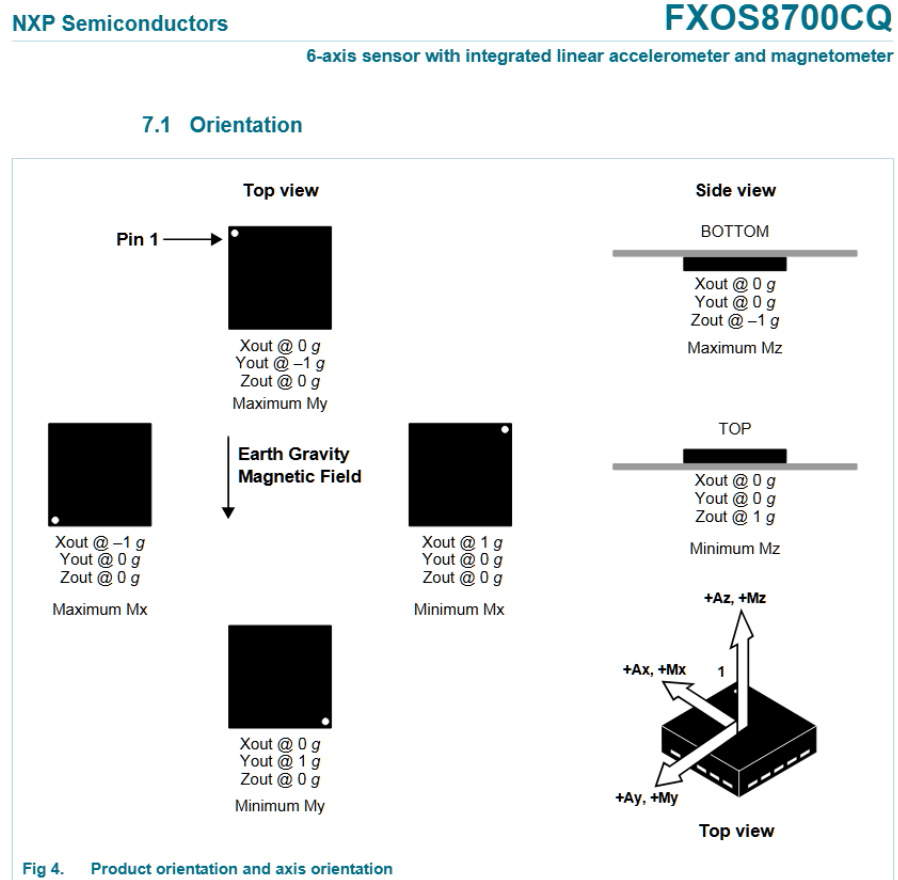 NXP Semiconductors
FXOS8700CQ
6-axis sensor with integrated linear accelerometer and magnetometer
7.1 Orientation
Top view
Pin 1
Xout @ 0 g
Yout @ –1 g
Zout @ 0 g
Maximum My
Earth Gravity
Magnetic Field
Xout @ –1 g
Yout @ 0 g
Zout @ 0 g
Maximum Mx
Xout @ 1 g
Yout @ 0 g
Zout @ 0 g
Minimum Mx
Xout @ 0 g
Yout @ 1 g
Zout @ 0 g
Minimum My
Side view
BOTTOM
Xout @ 0 g
Yout @ 0 g
Zout @ –1 g
Maximum Mz
TOP
Xout @ 0 g
Yout @ 0 g
Zout @ 1 g
Minimum Mz
+Az, +Mz
+Ax, +Mx
1
+Ay, +My
Top view
Fig 4. Product orientation and axis orientation